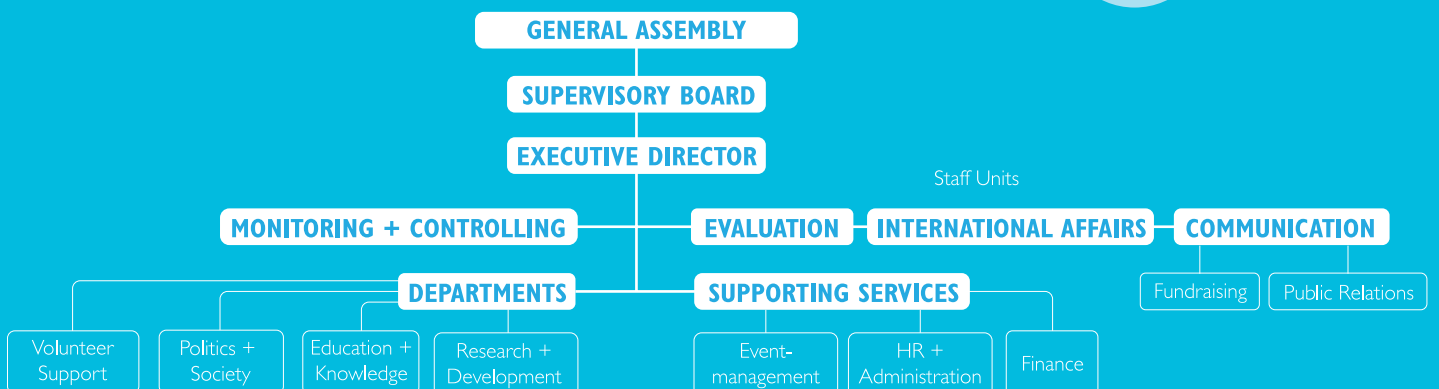 GENERAL ASSEMBLY
SUPERVISORY BOARD
EXECUTIVE DIRECTOR
Staff Units
MONITORING + CONTROLLING
EVALUATION
INTERNATIONAL AFFAIRS
COMMUNICATION
Fundraising
Public Relations
DEPARTMENTS
SUPPORTING SERVICES
Volunteer
Support
Politics +
Society
Education +
Knowledge
Research +
Development
Event-
management
HR +
Administration
Finance